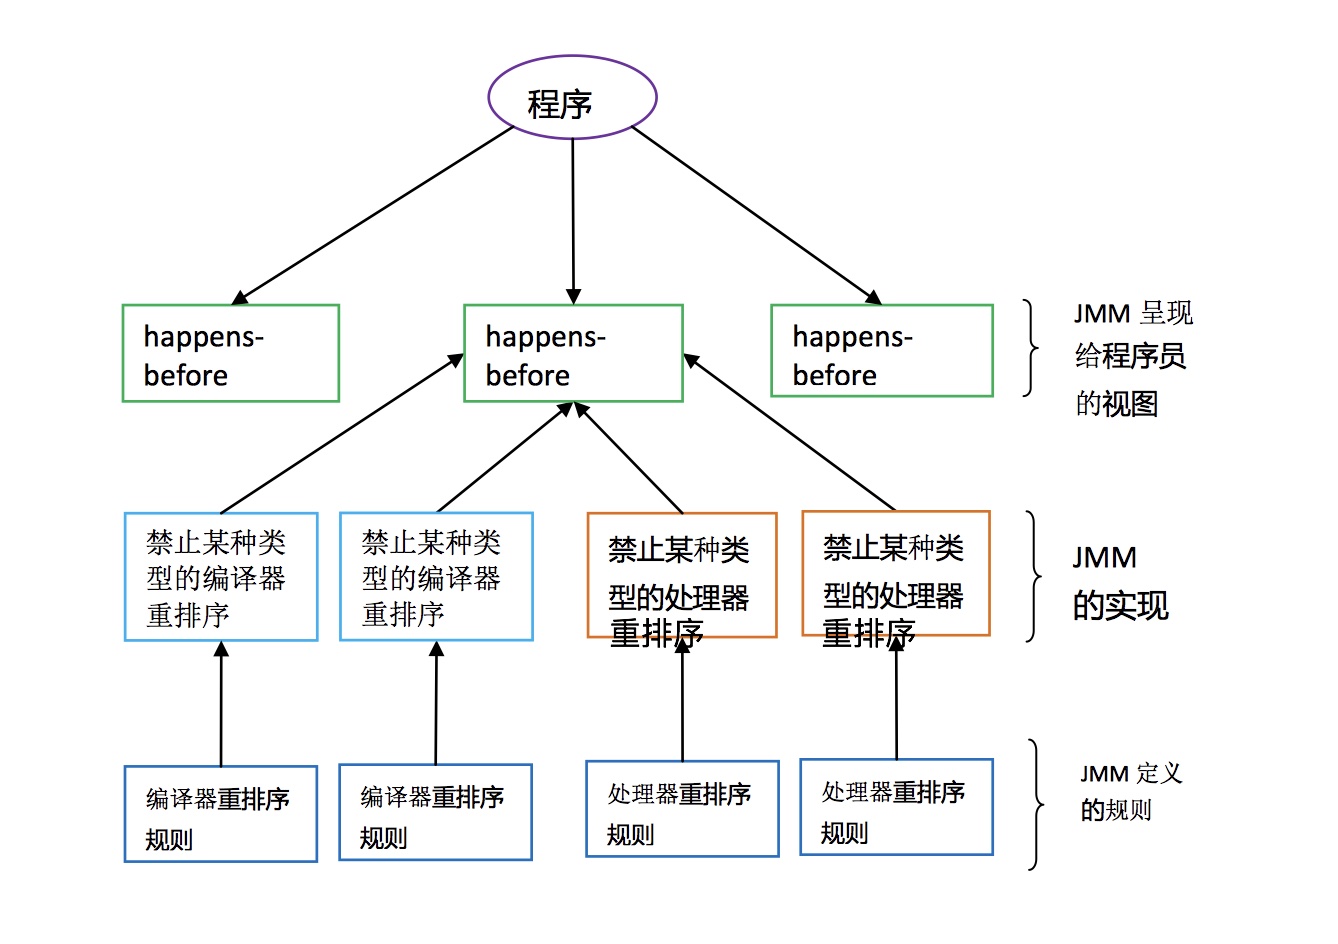 程序
happens-
before
happens-
before
happens-
before
JMM 呈现
给程序员
的视图
禁止某种类
型的编译器
重排序
禁止某种类
型的编译器
重排序
禁止某种类
型的处理器
重排序
禁止某种类
型的处理器
重排序
JMM
的实现
编译器重排序
规则
编译器重排序
规则
处理器重排序
规则
处理器重排序
规则
JMM 定义
的规则